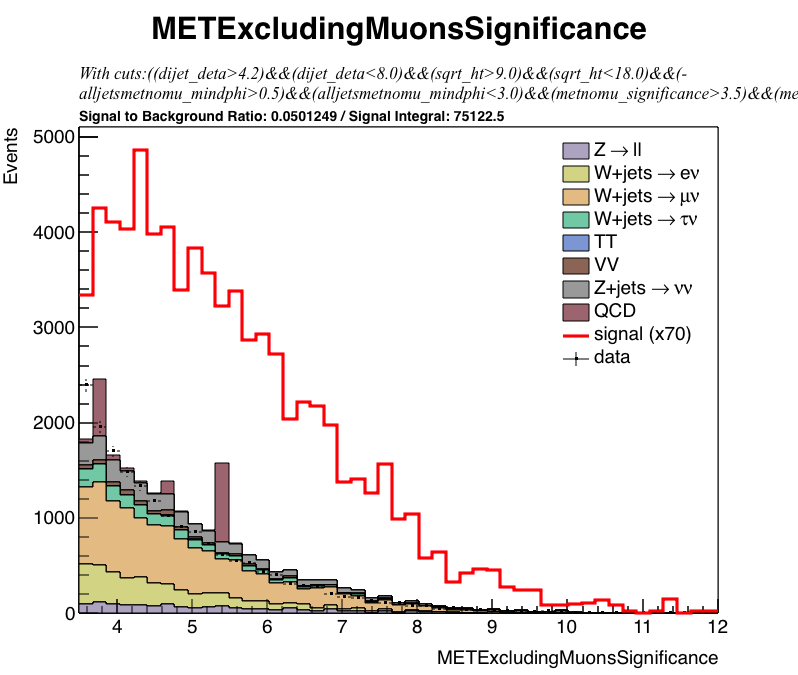 METExcludingMuonsSignificance
With cuts:((dijet_deta>4.2)&&(dijet_deta<8.0)&&(sqrt_ht>9.0)&&(sqrt_ht<18.0)&&(-
alljetsmetnomu_mindphi>0.5)&&(alljetsmetnomu_mindphi<3.0)&&(metnomu_significance>3.5)&&(me
Signal to Background Ratio: 0.0501249 / Signal Integral: 75122.5
Events
5000
4000
3000
2000
1000
0
Z → ll
W+jets → eν
W+jets → μν
W+jets → τν
TT
VV
Z+jets → νν
QCD
signal (x70)
data
4 5 6 7 8 9 10 11 12
METExcludingMuonsSignificance